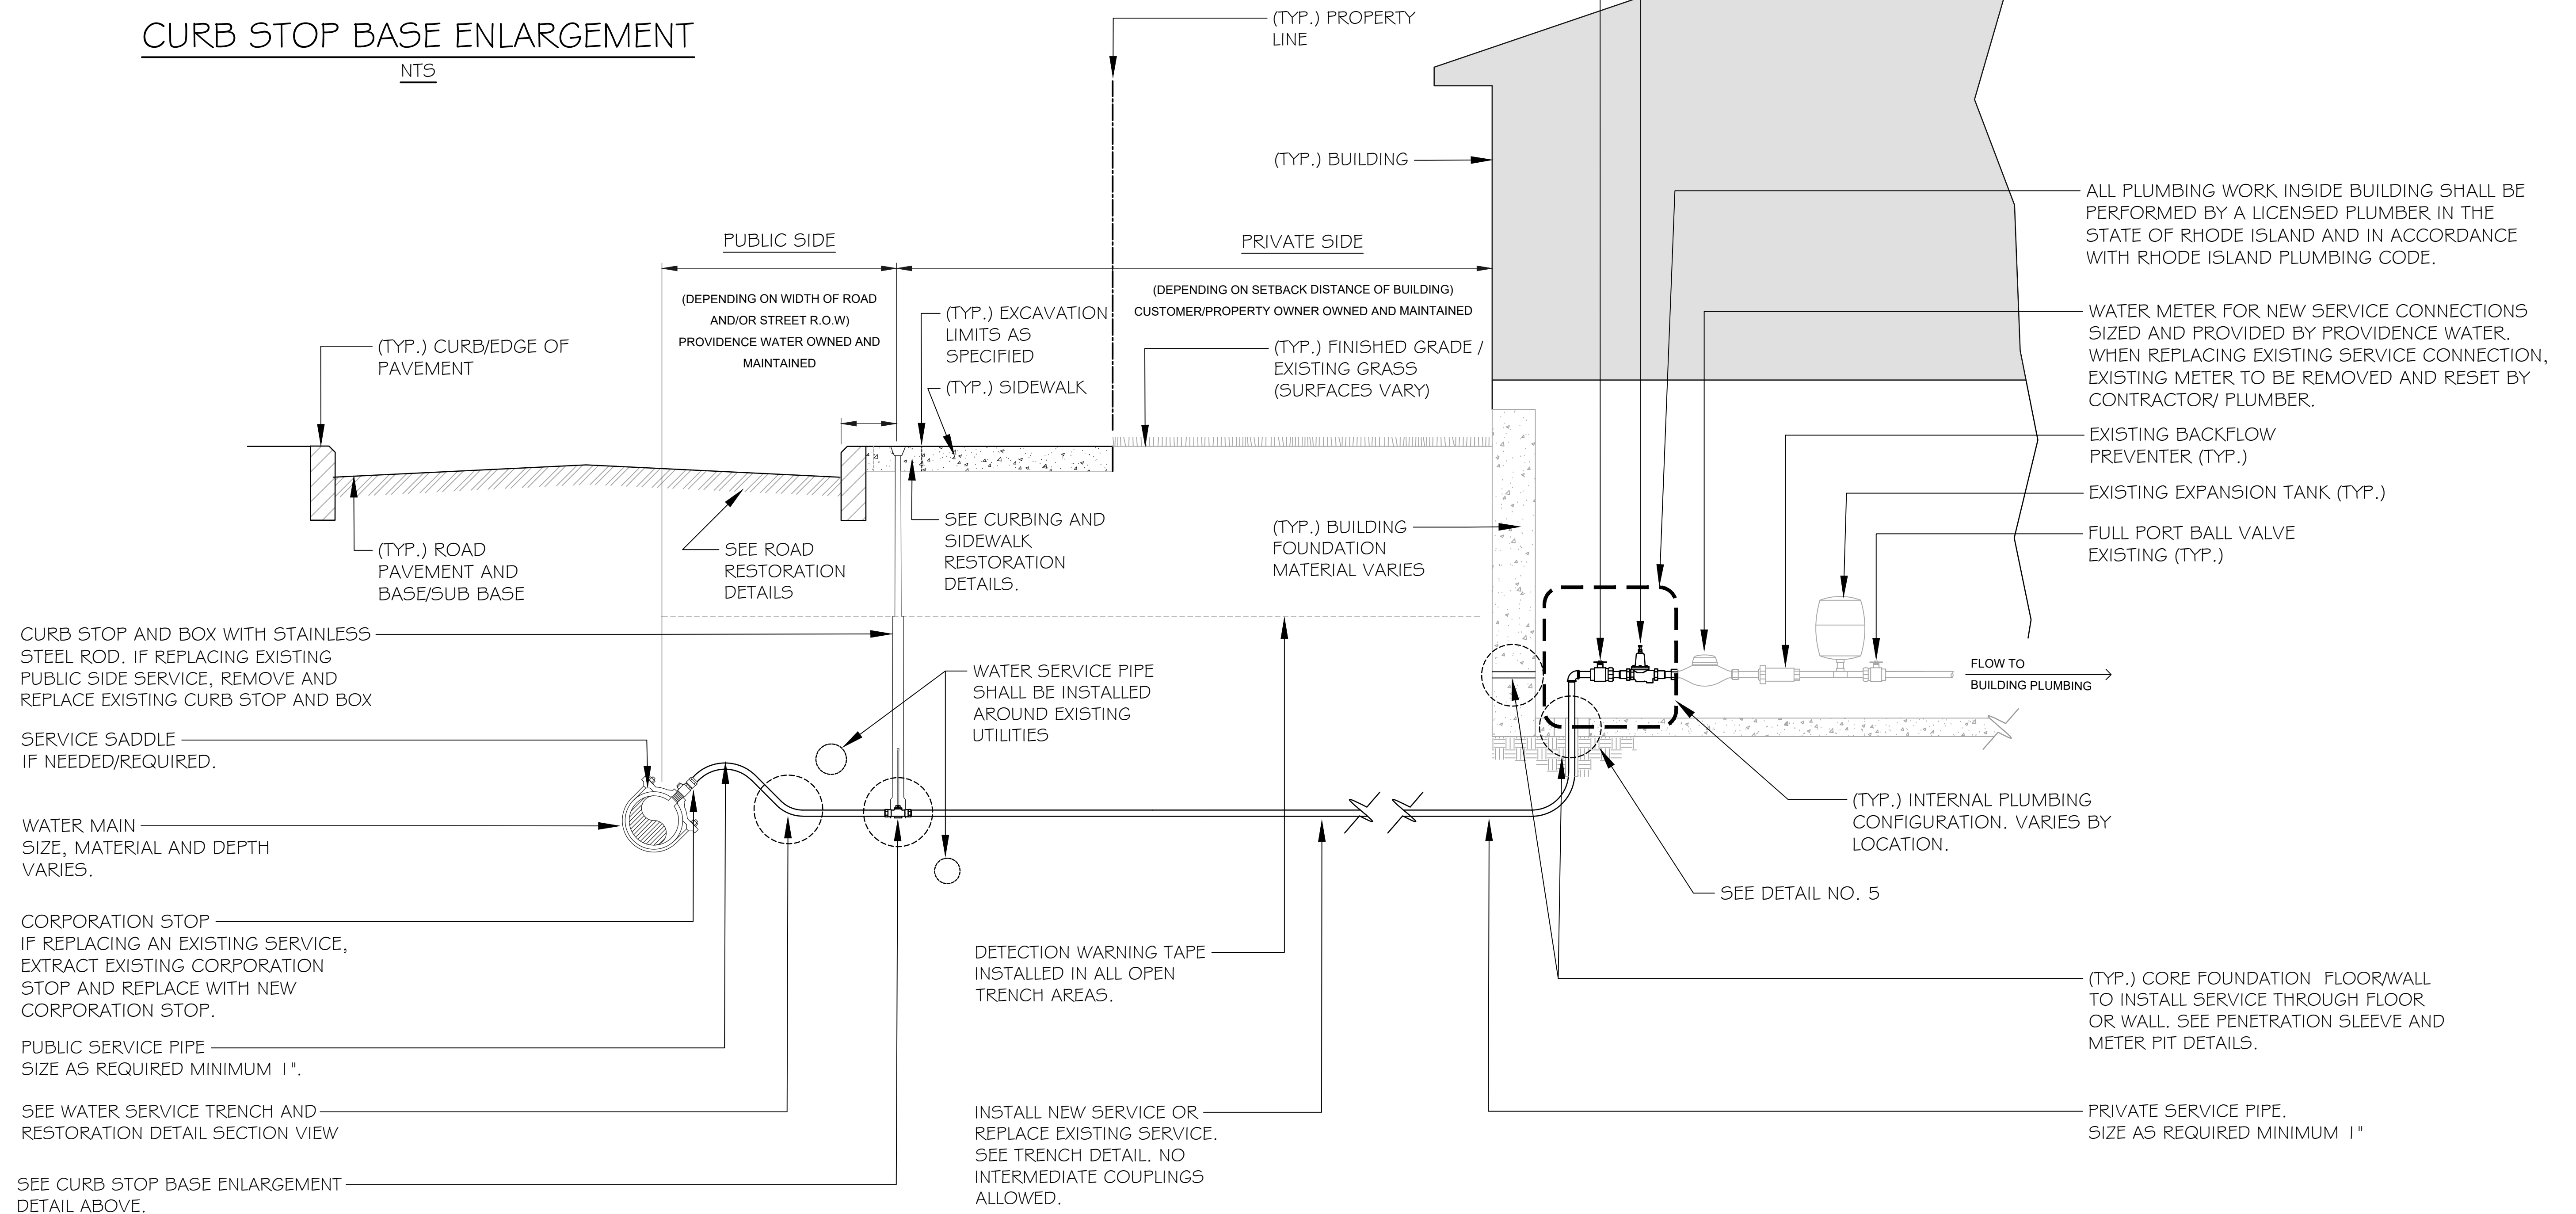 CURB STOP BASE ENLARGEMENT
NTS
(TYP.) PROPERTY
LINE
(TYP.) BUILDING
PUBLIC SIDE
PRIVATE SIDE
(DEPENDING ON WIDTH OF ROAD
AND/OR STREET R.O.W)
PROVIDENCE WATER OWNED AND
MAINTAINED
(DEPENDING ON SETBACK DISTANCE OF BUILDING)
CUSTOMER/PROPERTY OWNER OWNED AND MAINTAINED
(TYP.) CURB/EDGE OF
PAVEMENT
(TYP.) EXCAVATION
LIMITS AS
SPECIFIED
(TYP.) SIDEWALK
(TYP.) FINISHED GRADE /
EXISTING GRASS
(SURFACES VARY)
ALL PLUMBING WORK INSIDE BUILDING SHALL BE
PERFORMED BY A LICENSED PLUMBER IN THE
STATE OF RHODE ISLAND AND IN ACCORDANCE
WITH RHODE ISLAND PLUMBING CODE.
WATER METER FOR NEW SERVICE CONNECTIONS
SIZED AND PROVIDED BY PROVIDENCE WATER.
WHEN REPLACING EXISTING SERVICE CONNECTION,
EXISTING METER TO BE REMOVED AND RESET BY
CONTRACTOR/ PLUMBER.
EXISTING BACKFLOW
PREVENTER (TYP.)
EXISTING EXPANSION TANK (TYP.)
FULL PORT BALL VALVE
EXISTING (TYP.)
(TYP.) ROAD
PAVEMENT AND
BASE/SUB BASE
SEE ROAD
RESTORATION
DETAILS
SEE CURBING AND
SIDEWALK
RESTORATION
DETAILS.
(TYP.) BUILDING
FOUNDATION
MATERIAL VARIES
CURB STOP AND BOX WITH STAINLESS
STEEL ROD. IF REPLACING EXISTING
PUBLIC SIDE SERVICE, REMOVE AND
REPLACE EXISTING CURB STOP AND BOX
WATER SERVICE PIPE
SHALL BE INSTALLED
AROUND EXISTING
UTILITIES
FLOW TO
BUILDING PLUMBING
SERVICE SADDLE
IF NEEDED/REQUIRED.
WATER MAIN
SIZE, MATERIAL AND DEPTH
VARIES.
(TYP.) INTERNAL PLUMBING
CONFIGURATION. VARIES BY
LOCATION.
SEE DETAIL NO. 5
CORPORATION STOP
IF REPLACING AN EXISTING SERVICE,
EXTRACT EXISTING CORPORATION
STOP AND REPLACE WITH NEW
CORPORATION STOP.
DETECTION WARNING TAPE
INSTALLED IN ALL OPEN
TRENCH AREAS.
(TYP.) CORE FOUNDATION FLOOR/WALL
TO INSTALL SERVICE THROUGH FLOOR
OR WALL. SEE PENETRATION SLEEVE AND
METER PIT DETAILS.
PUBLIC SERVICE PIPE
SIZE AS REQUIRED MINIMUM 1".
SEE WATER SERVICE TRENCH AND
RESTORATION DETAIL SECTION VIEW
INSTALL NEW SERVICE OR
REPLACE EXISTING SERVICE.
SEE TRENCH DETAIL. NO
INTERMEDIATE COUPLINGS
ALLOWED.
PRIVATE SERVICE PIPE.
SIZE AS REQUIRED MINIMUM 1"
SEE CURB STOP BASE ENLARGEMENT
DETAIL ABOVE.